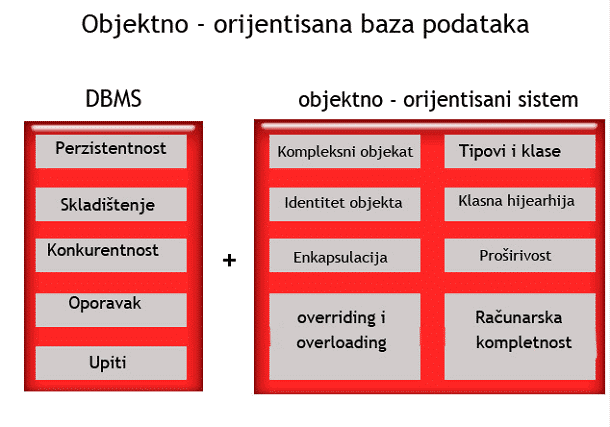 Objektno - orijentisana baza podataka
DBMS
Perzistentnost
Skladištenje
Konkurentnost
Oporavak
Upiti
+
objektno - orijentisani sistem
Kompleksni objekat
Tipovi i klase
Identitet objekta
Klasna hijearhija
Enkapsulacija
Proširivost
overriding i
overloading
Računarska
kompletnost